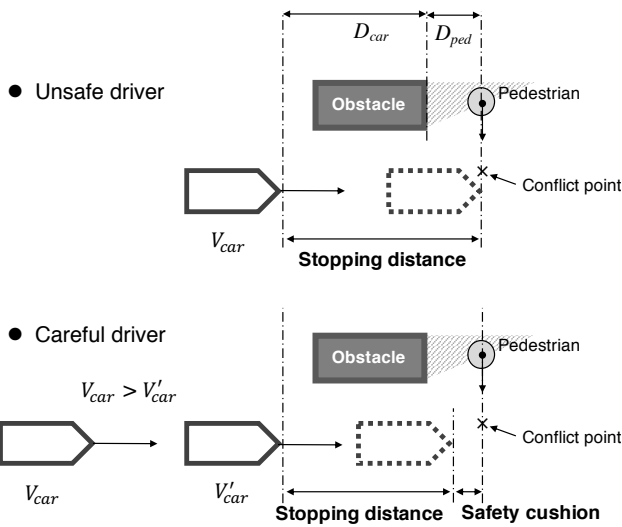 D_car D_ped
● Unsafe driver
Obstacle
Pedestrian
Conflict point
V_car
Stopping distance
● Careful driver
Obstacle
Pedestrian
V_car > V'_car
Conflict point
V_car
V'_car
Stopping distance Safety cushion